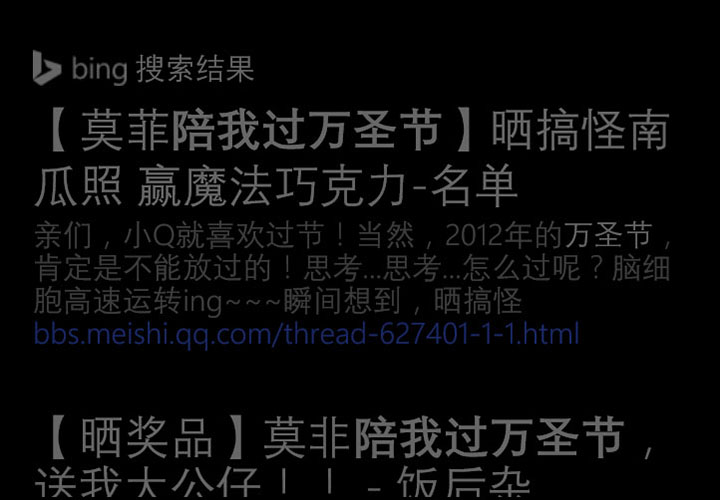 bing 搜索结果
【莫菲陪我过万圣节】晒搞怪南
瓜照 赢魔法巧克力-名单
亲们，小Q就喜欢过节！当然，2012年的万圣节，
肯定是不能放过的！思考...思考...怎么过呢？脑细
胞高速运转ing~~~瞬间想到，晒搞怪
bbs.meishi.qq.com/thread-627401-1-1.html
【晒奖品】莫非陪我过万圣节，
送我大公仔！！ - 饭后杂